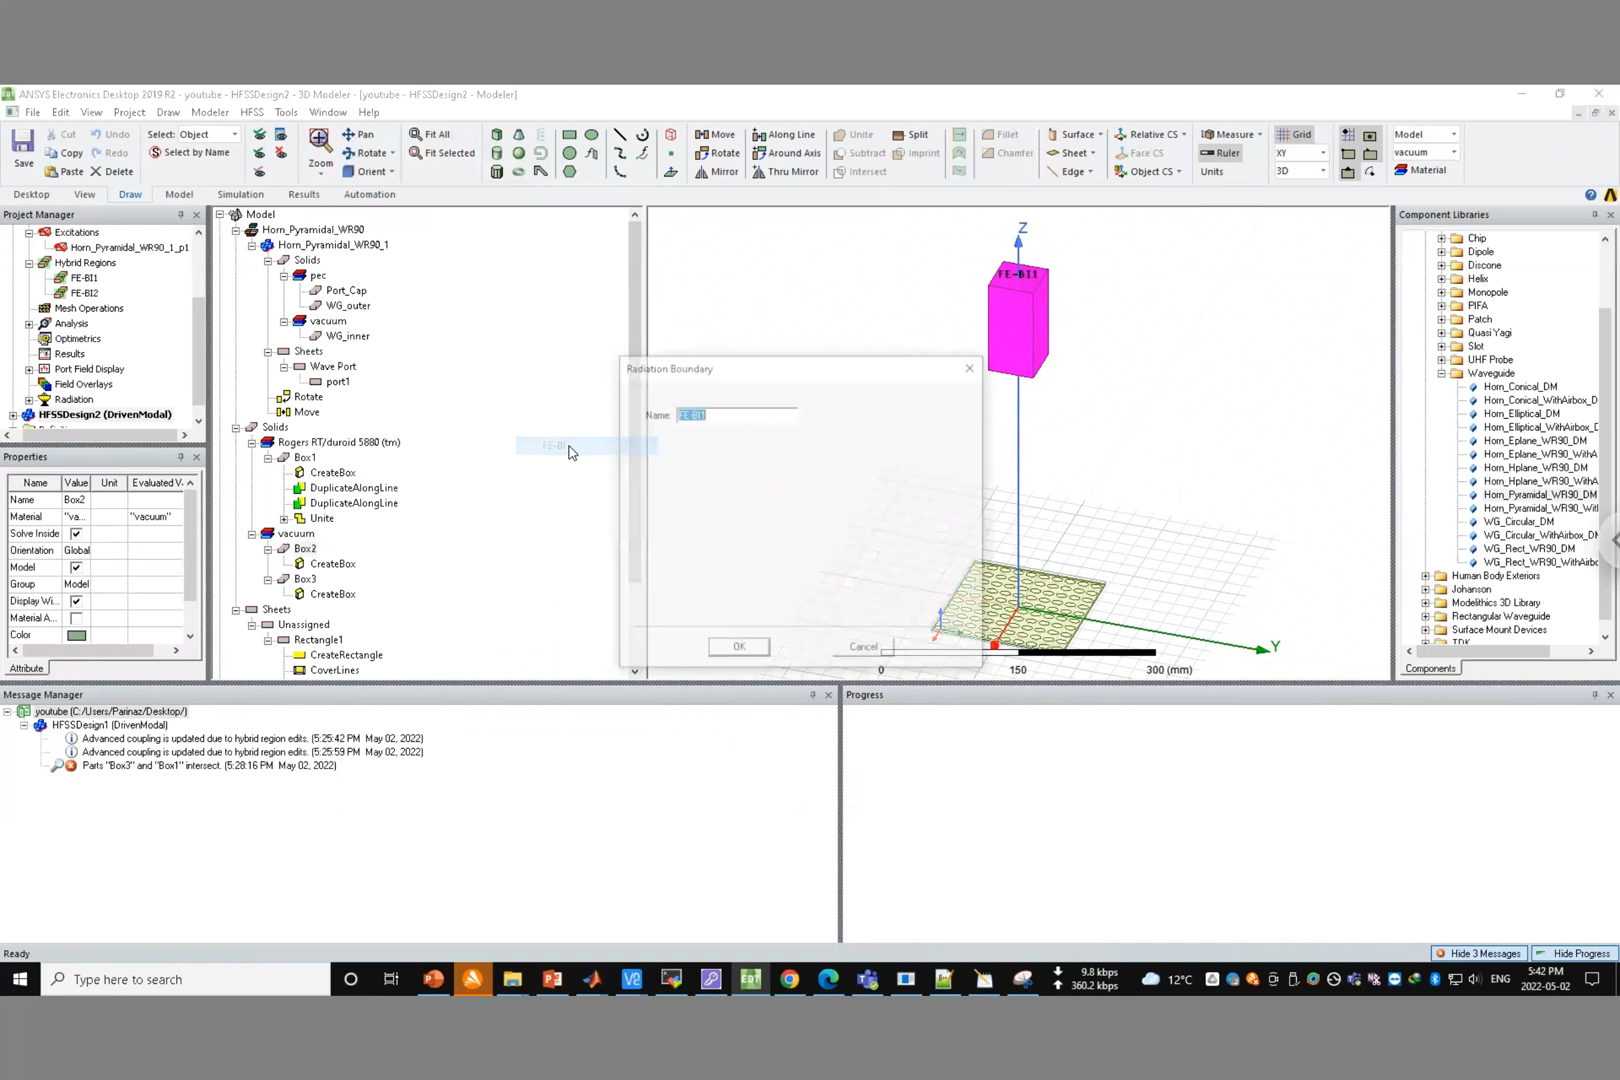 ANSYS Electronics Desktop 2019 R2 - youtube - HFSSDesign2 - 3D Modeler - [youtube - HFSSDesign2 - Modeler]
File Edit View Project Draw Modeler HFSS Tools Window Help
Save
Cut
Copy
Paste
Undo
Redo
Delete
Select: Object
Select by Name
Zoom
Pan
Rotate
Orient
Fit All
Fit Selected
Move
Rotate
Mirror
Along Line
Around Axis
Thru Mirror
Unite
Subtract
Intersect
Split
Imprint
Fillet
Chamfer
Surface
Sheet
Edge
Relative CS
Face CS
Object CS
Measure
Ruler
Units
Grid
XY
3D
Model
vacuum
Material
Desktop View Draw Model Simulation Results Automation
Project Manager
Excitations
Horn_Pyramidal_WR90_1_p1
Hybrid Regions
FE-BI1
FE-BI2
Mesh Operations
Analysis
Optimetrics
Results
Port Field Display
Field Overlays
Radiation
HFSSDesign2 (DrivenModal)
Properties
Name Value Unit Evaluated V...
Name Box2
Material "va... "vacuum"
Solve Inside
Orientation Global
Model
Group Model
Display Wi...
Material A...
Color
Attribute
Model
Horn_Pyramidal_WR90
Horn_Pyramidal_WR90_1
Solids
pec
Port_Cap
WG_outer
vacuum
WG_inner
Sheets
Wave Port
port1
Rotate
Move
Solids
Rogers RT/duroid 5880 (tm)
Box1
CreateBox
DuplicateAlongLine
DuplicateAlongLine
Unite
vacuum
Box2
CreateBox
Box3
CreateBox
Sheets
Unassigned
Rectangle1
CreateRectangle
CoverLines
Radiation Boundary
Name: FE-BI1
OK
Cancel
Z
FE-BI1
Y
0 150 300 (mm)
Component Libraries
Chip
Dipole
Discone
Helix
Monopole
PIFA
Patch
Quasi Yagi
Slot
UHF Probe
Waveguide
Horn_Conical_DM
Horn_Conical_WithAirbox_D
Horn_Elliptical_DM
Horn_Elliptical_WithAirbox_
Horn_Eplane_WR90_DM
Horn_Eplane_WR90_WithA
Horn_Hplane_WR90_DM
Horn_Hplane_WR90_WithA
Horn_Pyramidal_WR90_DM
Horn_Pyramidal_WR90_Wit
WG_Circular_DM
WG_Circular_WithAirbox_D
WG_Rect_WR90_DM
WG_Rect_WR90_WithAirbo
Human Body Exteriors
Johanson
Modelithics 3D Library
Rectangular Waveguide
Surface Mount Devices
TDK
Components
Message Manager
youtube (C:/Users/Parinaz/Desktop/)
HFSSDesign1 (DrivenModal)
Advanced coupling is updated due to hybrid region edits. (5:25:42 PM May 02, 2022)
Advanced coupling is updated due to hybrid region edits. (5:25:59 PM May 02, 2022)
Parts "Box3" and "Box1" intersect. (5:28:16 PM May 02, 2022)
Progress
Ready
Hide 3 Messages
Hide Progress
Type here to search
EDT
9.8 kbps
360.2 kbps
12°C
ENG
5:42 PM
2022-05-02